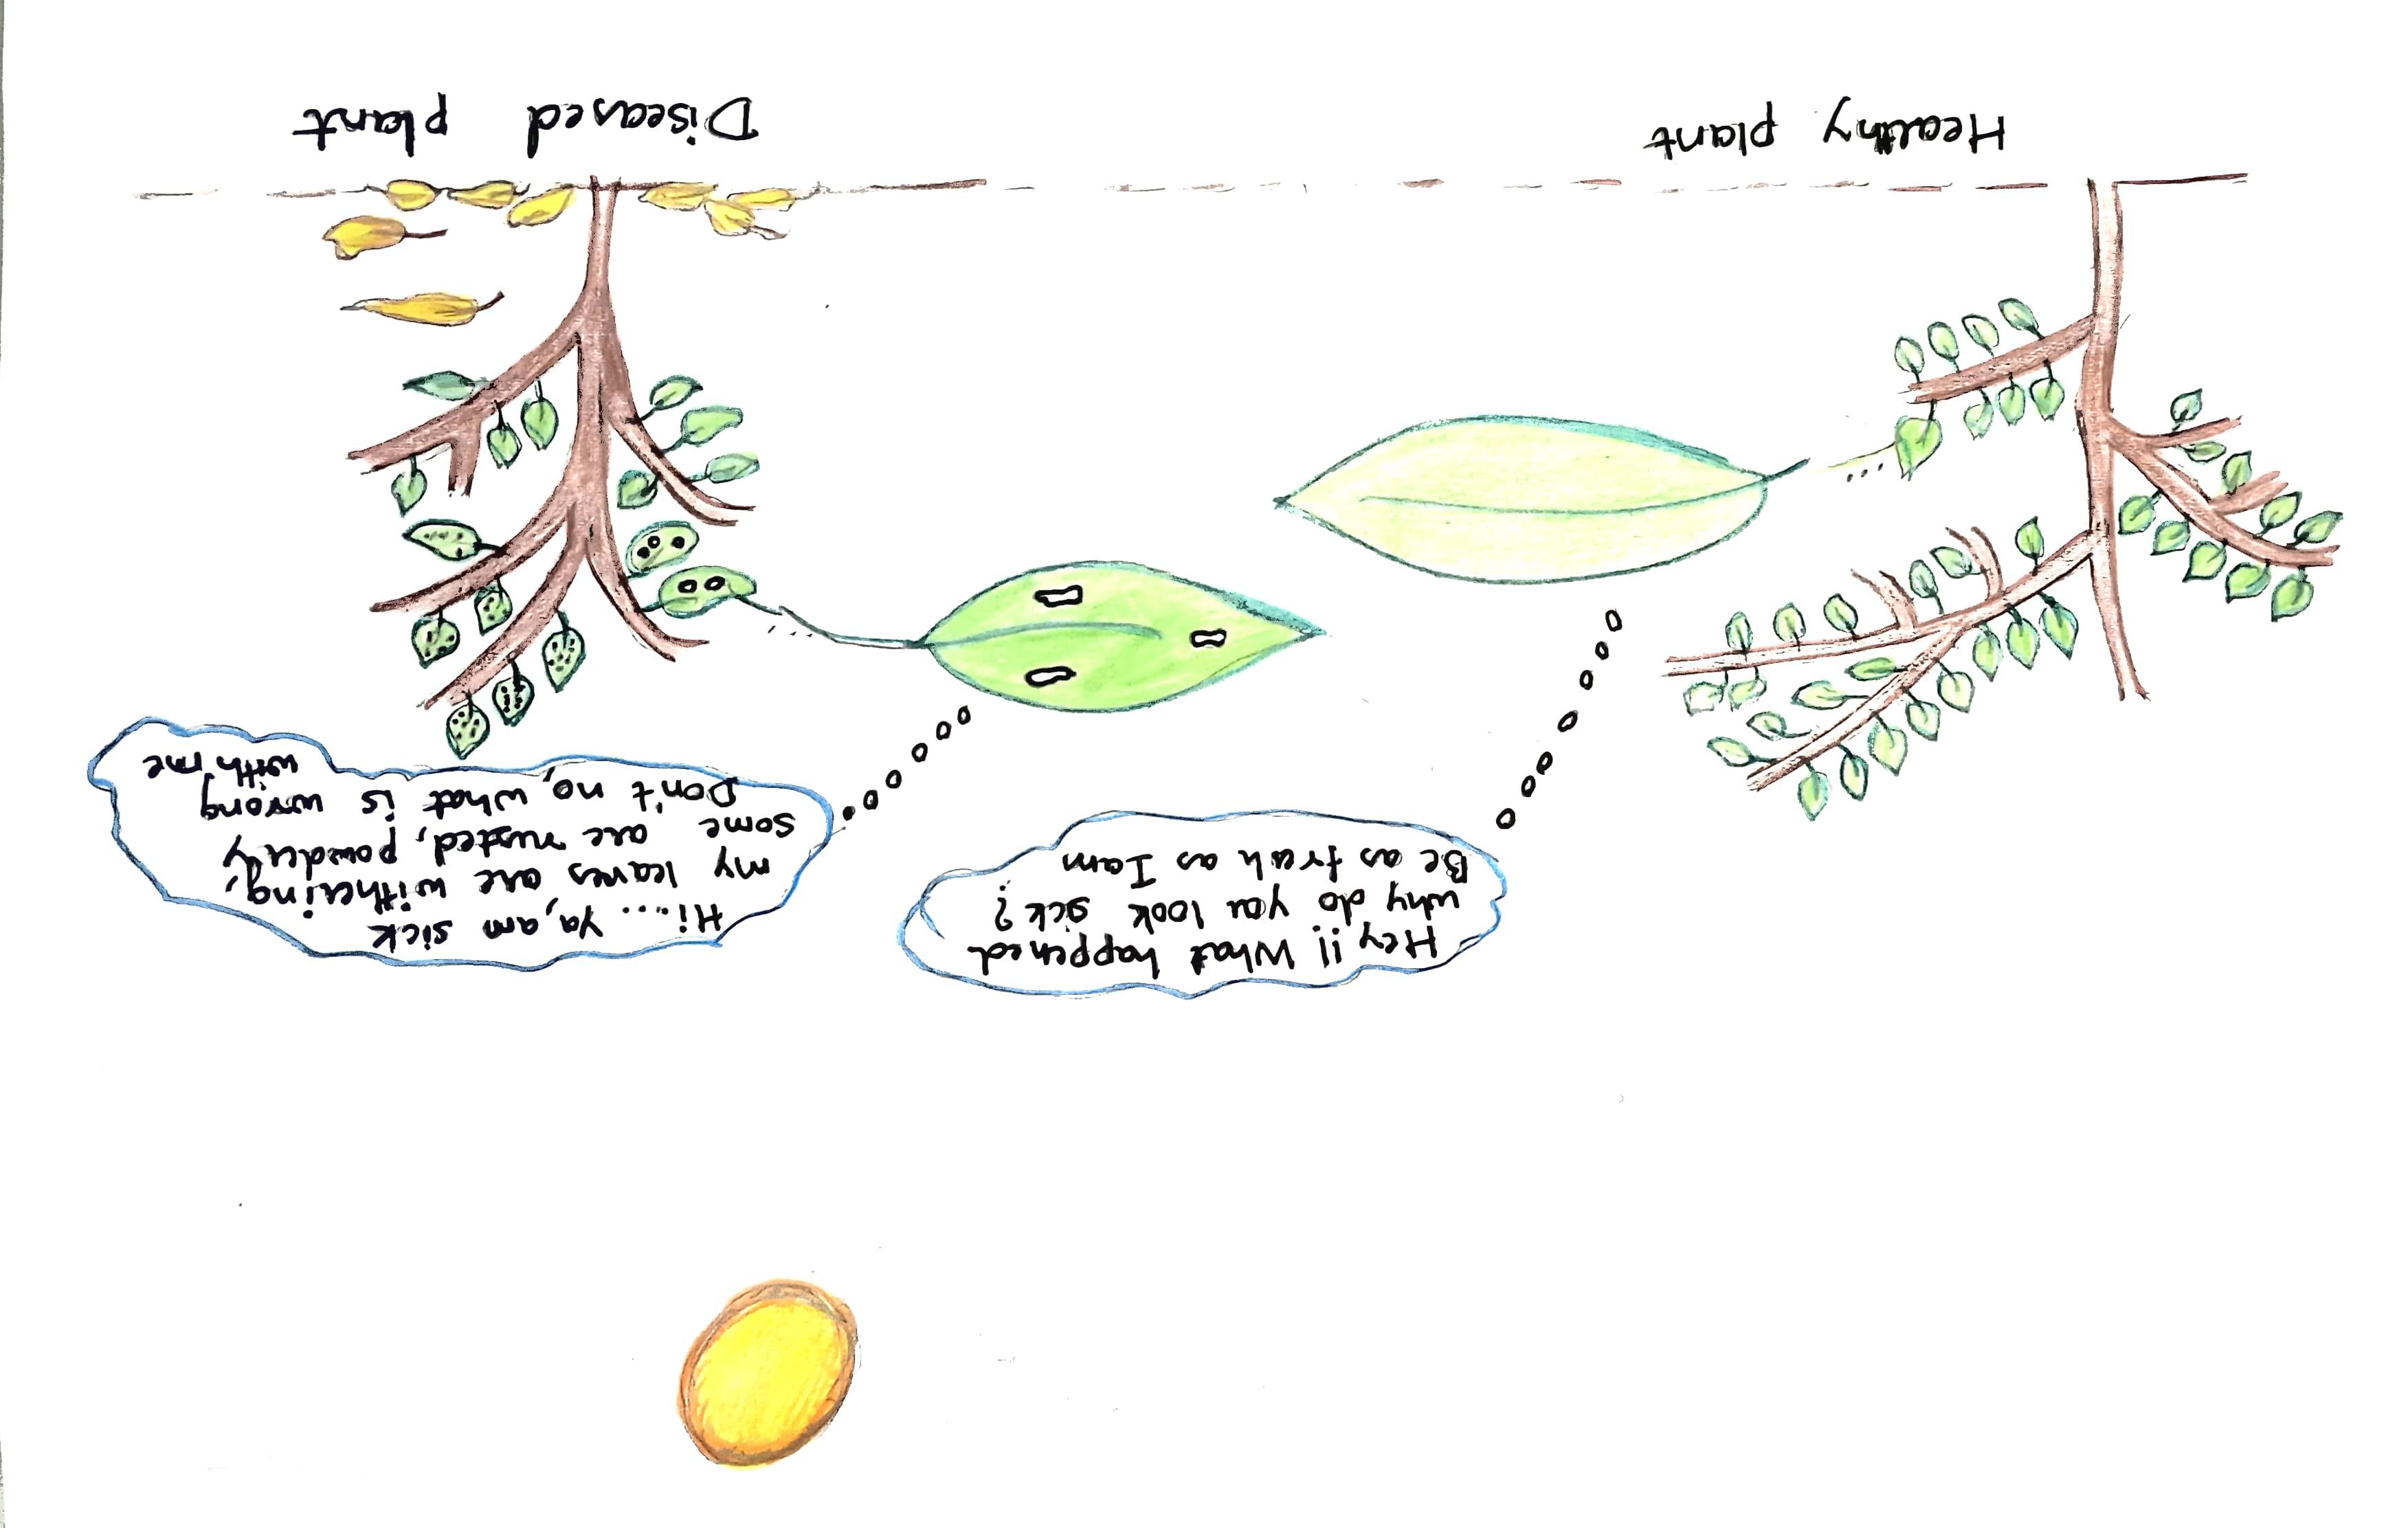 Hey!! What happened
why do you look sick?
Be as fresh as I am
Hi.... Ya, am sick
my leaves are withering,
some are rusted, powdery
Don't no, what is wrong
with me
Healthy plant
Diseased plant